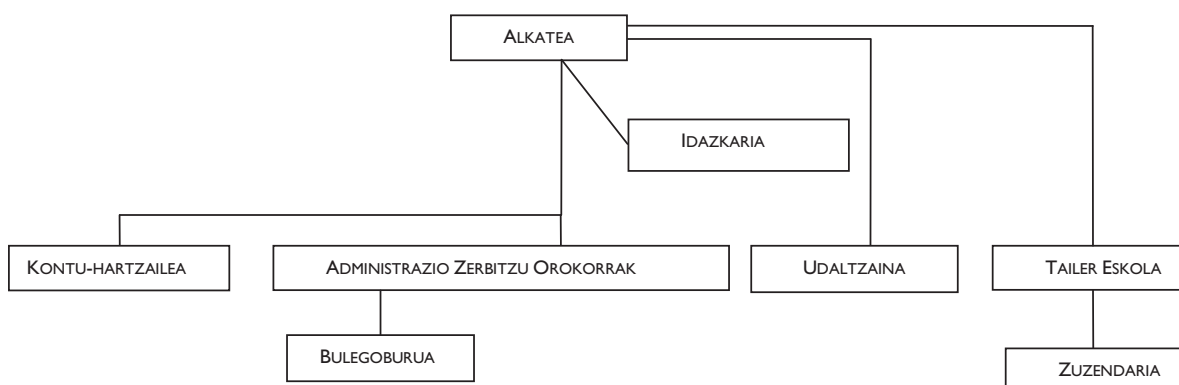 ALKATEA
IDAZKARIA
KONTU-HARTZAILEA
ADMINISTRAZIO ZERBITZU OROKORRAK
UDALTZAINA
TAILER ESKOLA
BULEGOBURUA
ZUZENDARIA